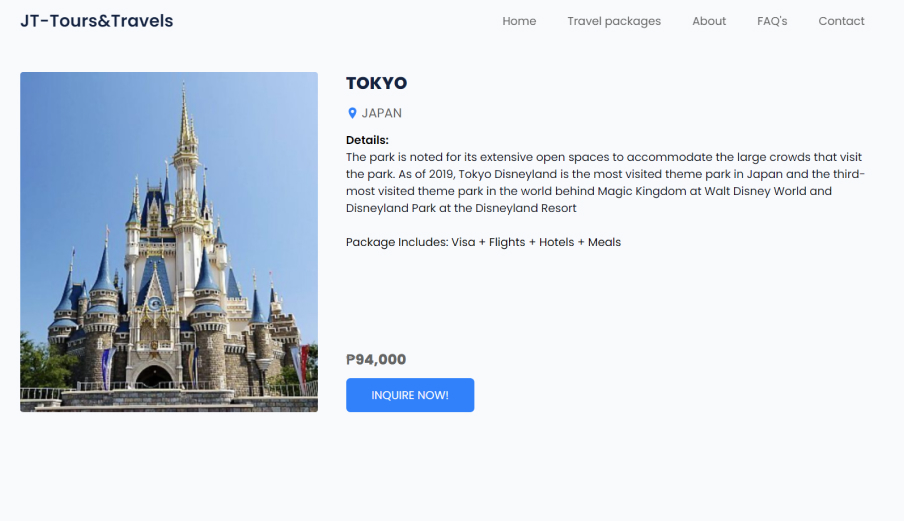 JT-Tours&Travels
Home
Travel packages
About
FAQ's
Contact
TOKYO
JAPAN
Details:
The park is noted for its extensive open spaces to accommodate the large crowds that visit
the park. As of 2019, Tokyo Disneyland is the most visited theme park in Japan and the third-
most visited theme park in the world behind Magic Kingdom at Walt Disney World and
Disneyland Park at the Disneyland Resort
Package Includes: Visa + Flights + Hotels + Meals
₱94,000
INQUIRE NOW!